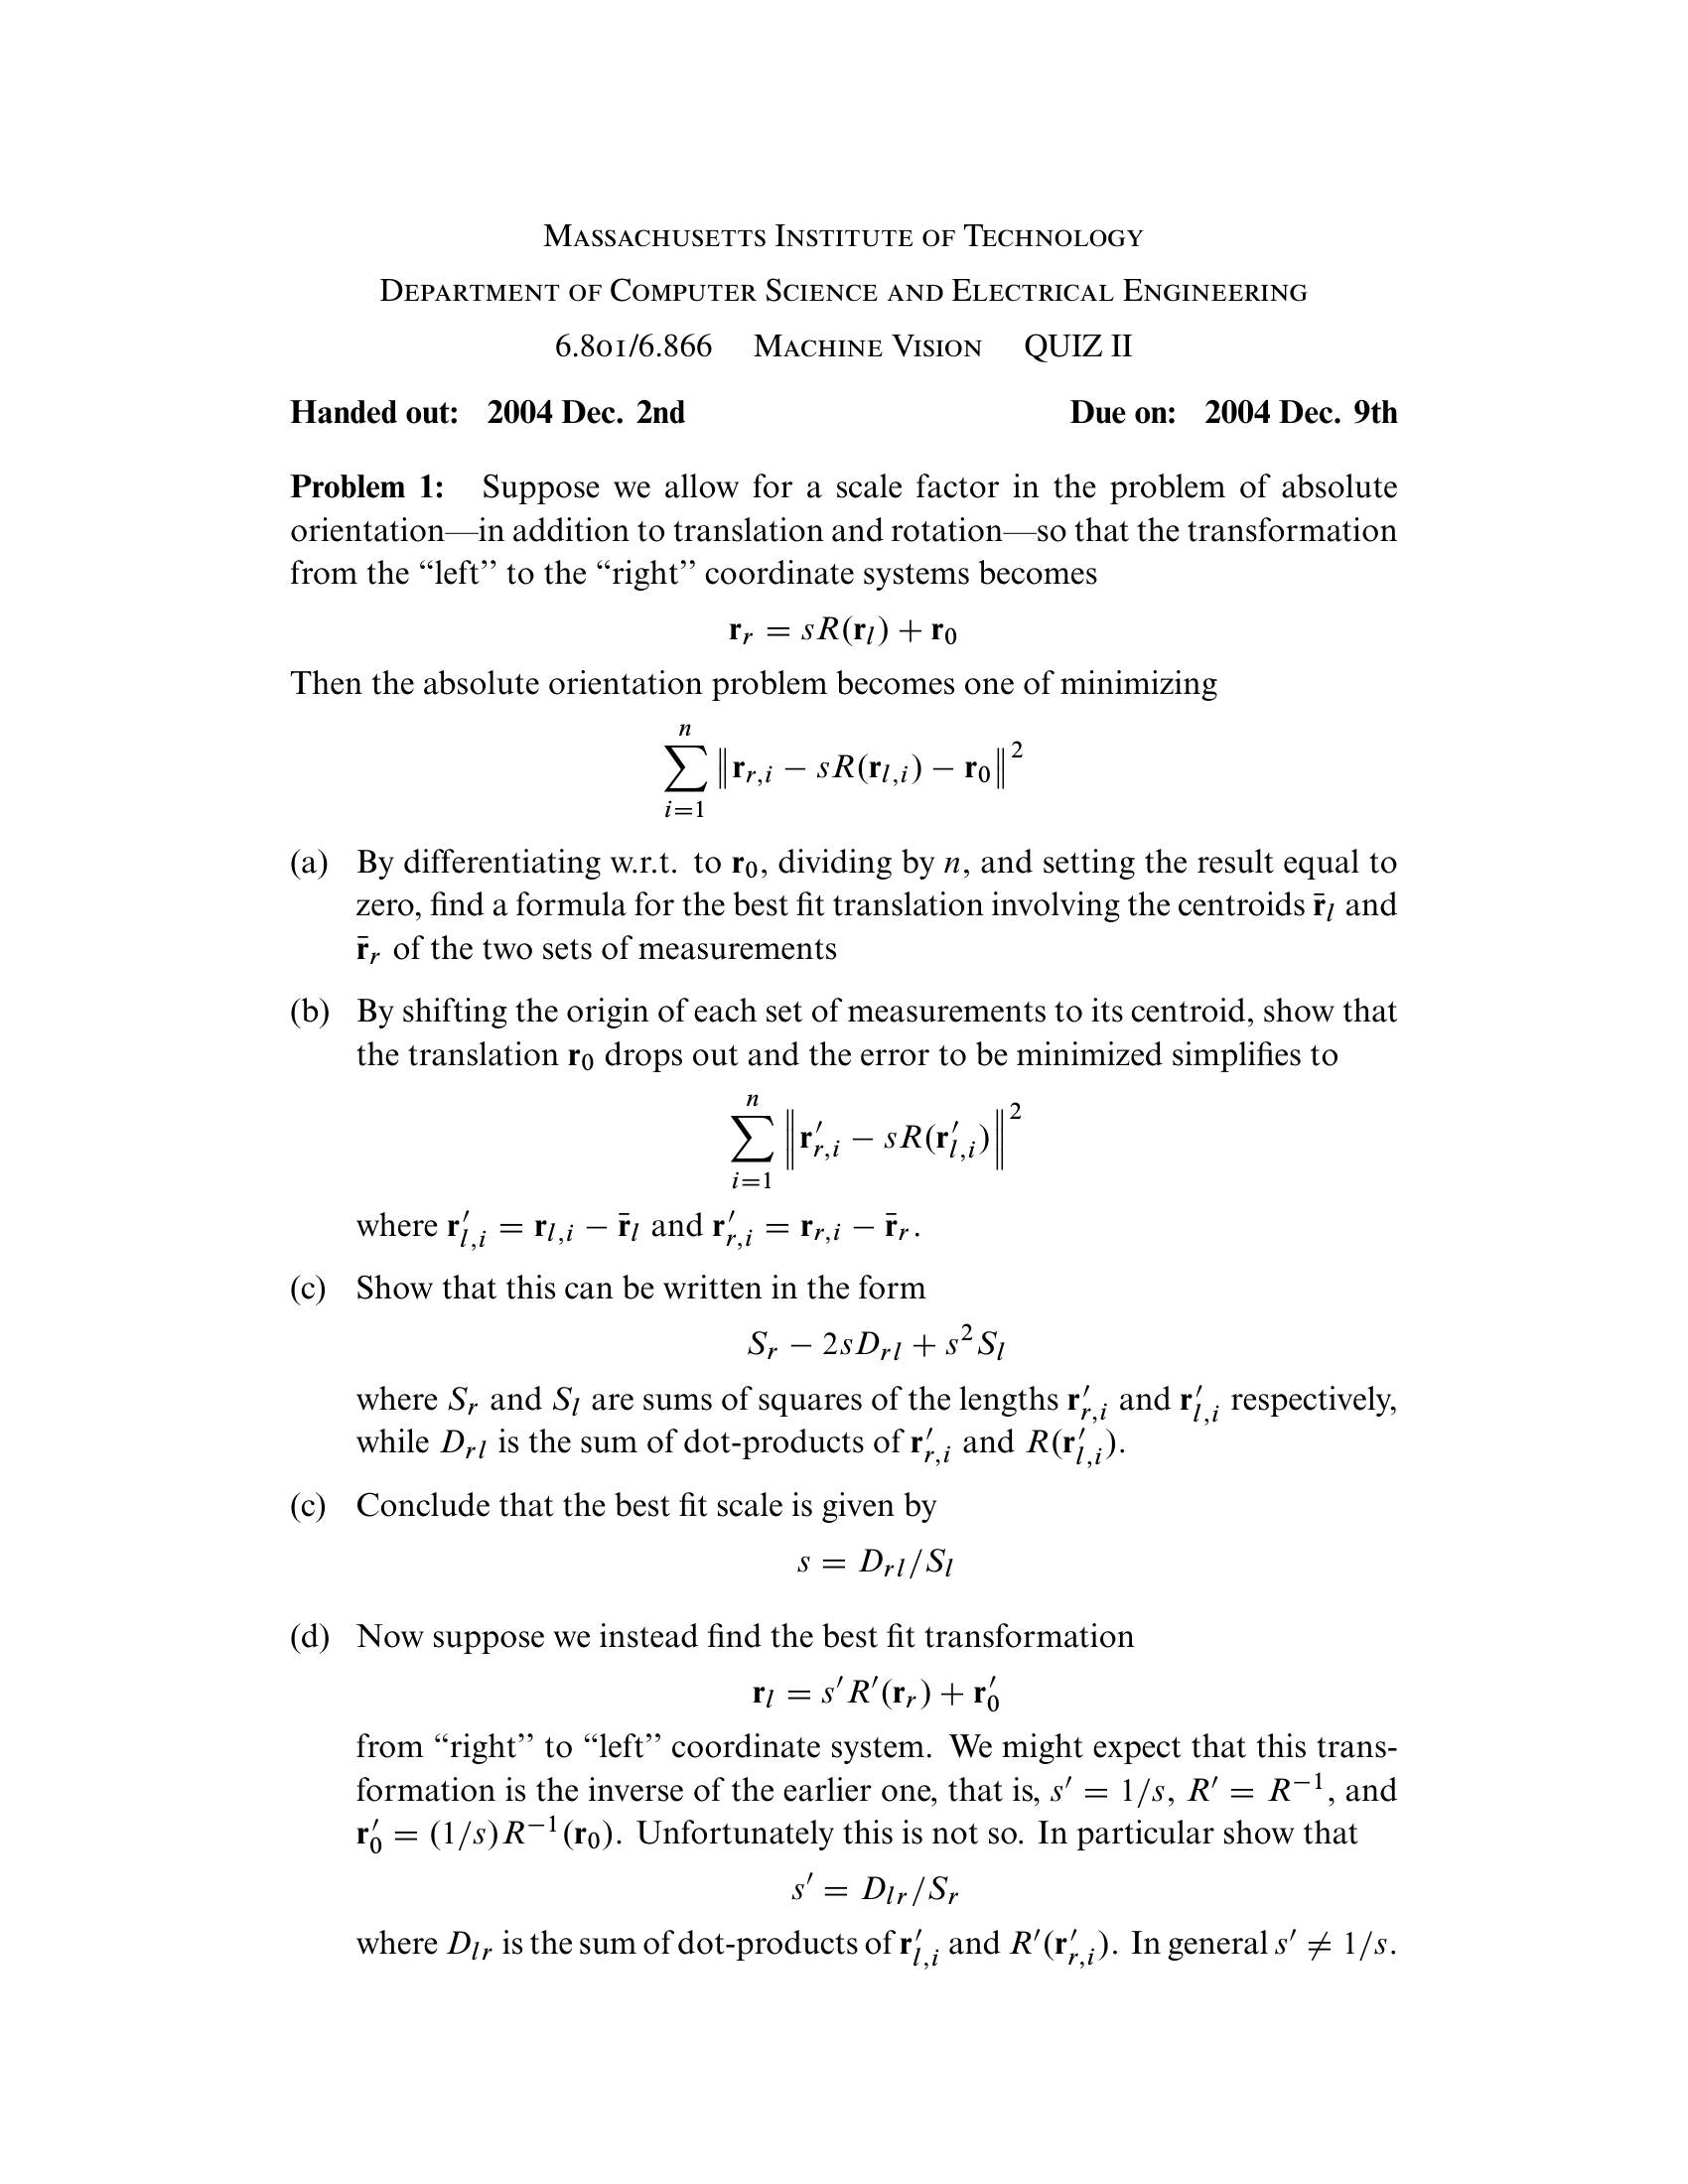 MASSACHUSETTS INSTITUTE OF TECHNOLOGY
DEPARTMENT OF COMPUTER SCIENCE AND ELECTRICAL ENGINEERING
6.801/6.866 MACHINE VISION QUIZ II
Handed out: 2004 Dec. 2nd Due on: 2004 Dec. 9th
Problem 1: Suppose we allow for a scale factor in the problem of absolute
orientation—in addition to translation and rotation—so that the transformation
from the “left” to the “right” coordinate systems becomes
$\mathbf{r}_r = sR(\mathbf{r}_l) + \mathbf{r}_0$
Then the absolute orientation problem becomes one of minimizing
$\sum_{i=1}^{n} \left\| \mathbf{r}_{r,i} - sR(\mathbf{r}_{l,i}) - \mathbf{r}_0 \right\|^2$
(a) By differentiating w.r.t. to $\mathbf{r}_0$, dividing by $n$, and setting the result equal to
zero, find a formula for the best fit translation involving the centroids $\bar{\mathbf{r}}_l$ and
$\bar{\mathbf{r}}_r$ of the two sets of measurements
(b) By shifting the origin of each set of measurements to its centroid, show that
the translation $\mathbf{r}_0$ drops out and the error to be minimized simplifies to
$\sum_{i=1}^{n} \left\| \mathbf{r}'_{r,i} - sR(\mathbf{r}'_{l,i}) \right\|^2$
where $\mathbf{r}'_{l,i} = \mathbf{r}_{l,i} - \bar{\mathbf{r}}_l$ and $\mathbf{r}'_{r,i} = \mathbf{r}_{r,i} - \bar{\mathbf{r}}_r$.
(c) Show that this can be written in the form
$S_r - 2sD_{rl} + s^2 S_l$
where $S_r$ and $S_l$ are sums of squares of the lengths $\mathbf{r}'_{r,i}$ and $\mathbf{r}'_{l,i}$ respectively,
while $D_{rl}$ is the sum of dot-products of $\mathbf{r}'_{r,i}$ and $R(\mathbf{r}'_{l,i})$.
(c) Conclude that the best fit scale is given by
$s = D_{rl}/S_l$
(d) Now suppose we instead find the best fit transformation
$\mathbf{r}_l = s'R'(\mathbf{r}_r) + \mathbf{r}'_0$
from “right” to “left” coordinate system. We might expect that this trans-
formation is the inverse of the earlier one, that is, $s' = 1/s$, $R' = R^{-1}$, and
$\mathbf{r}'_0 = (1/s)R^{-1}(\mathbf{r}_0)$. Unfortunately this is not so. In particular show that
$s' = D_{lr}/S_r$
where $D_{lr}$ is the sum of dot-products of $\mathbf{r}'_{l,i}$ and $R'(\mathbf{r}'_{r,i})$. In general $s' \neq 1/s$.